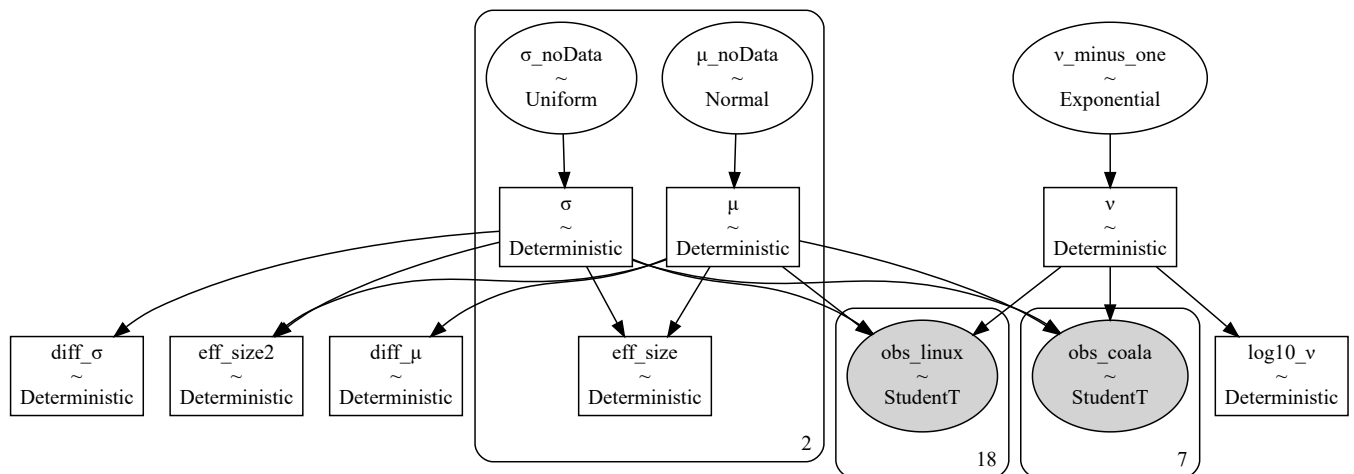 σ_noData
~
Uniform
μ_noData
~
Normal
ν_minus_one
~
Exponential
σ
~
Deterministic
μ
~
Deterministic
ν
~
Deterministic
diff_σ
~
Deterministic
eff_size2
~
Deterministic
diff_μ
~
Deterministic
eff_size
~
Deterministic
2
obs_linux
~
StudentT
18
obs_coala
~
StudentT
7
log10_ν
~
Deterministic